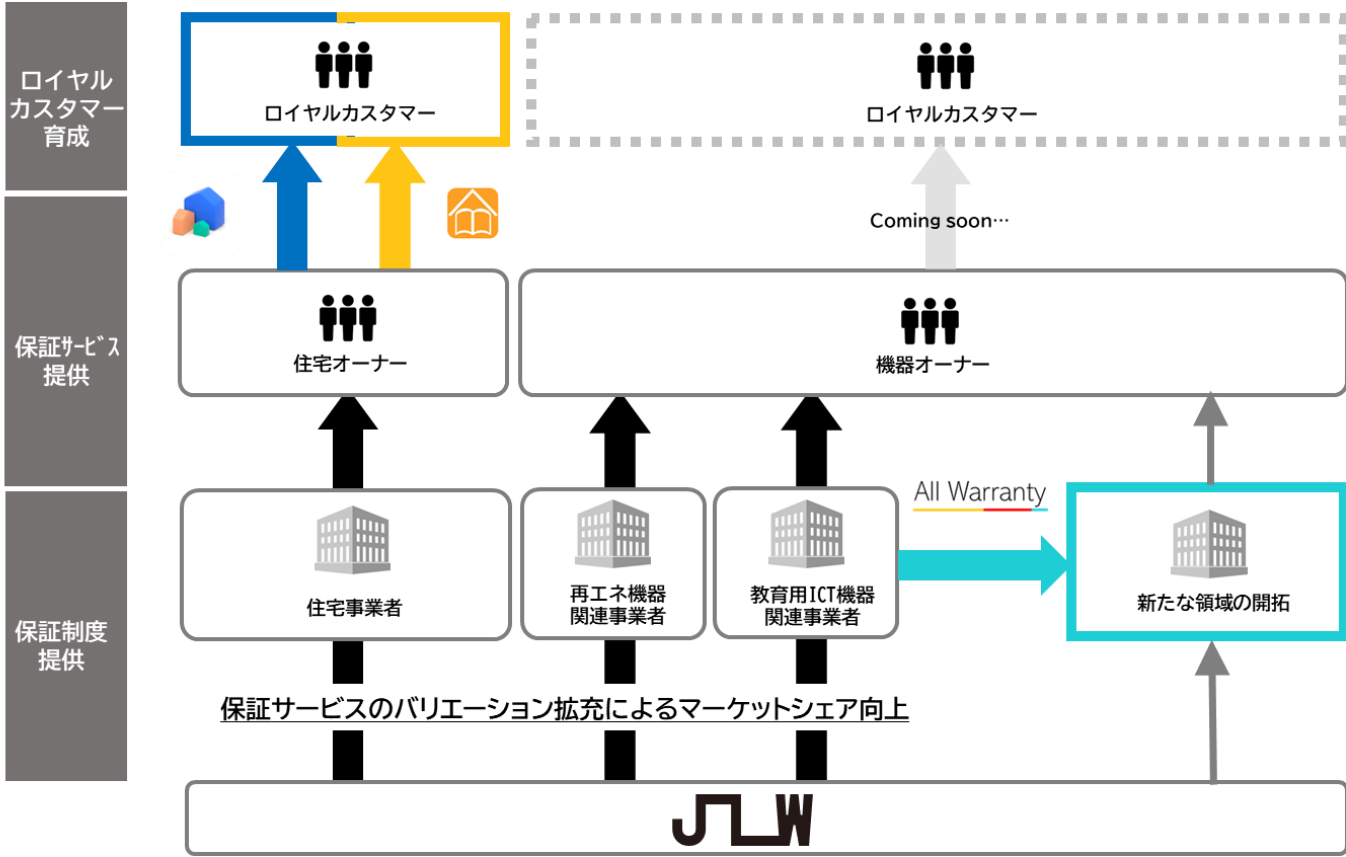 ロイヤル
カスタマー
育成
ロイヤルカスタマー
ロイヤルカスタマー
Coming soon…
保証ｻｰﾋﾞｽ
提供
住宅オーナー
機器オーナー
All Warranty
保証制度
提供
住宅事業者
再エネ機器
関連事業者
教育用ICT機器
関連事業者
新たな領域の開拓
保証サービスのバリエーション拡充によるマーケットシェア向上
JLW